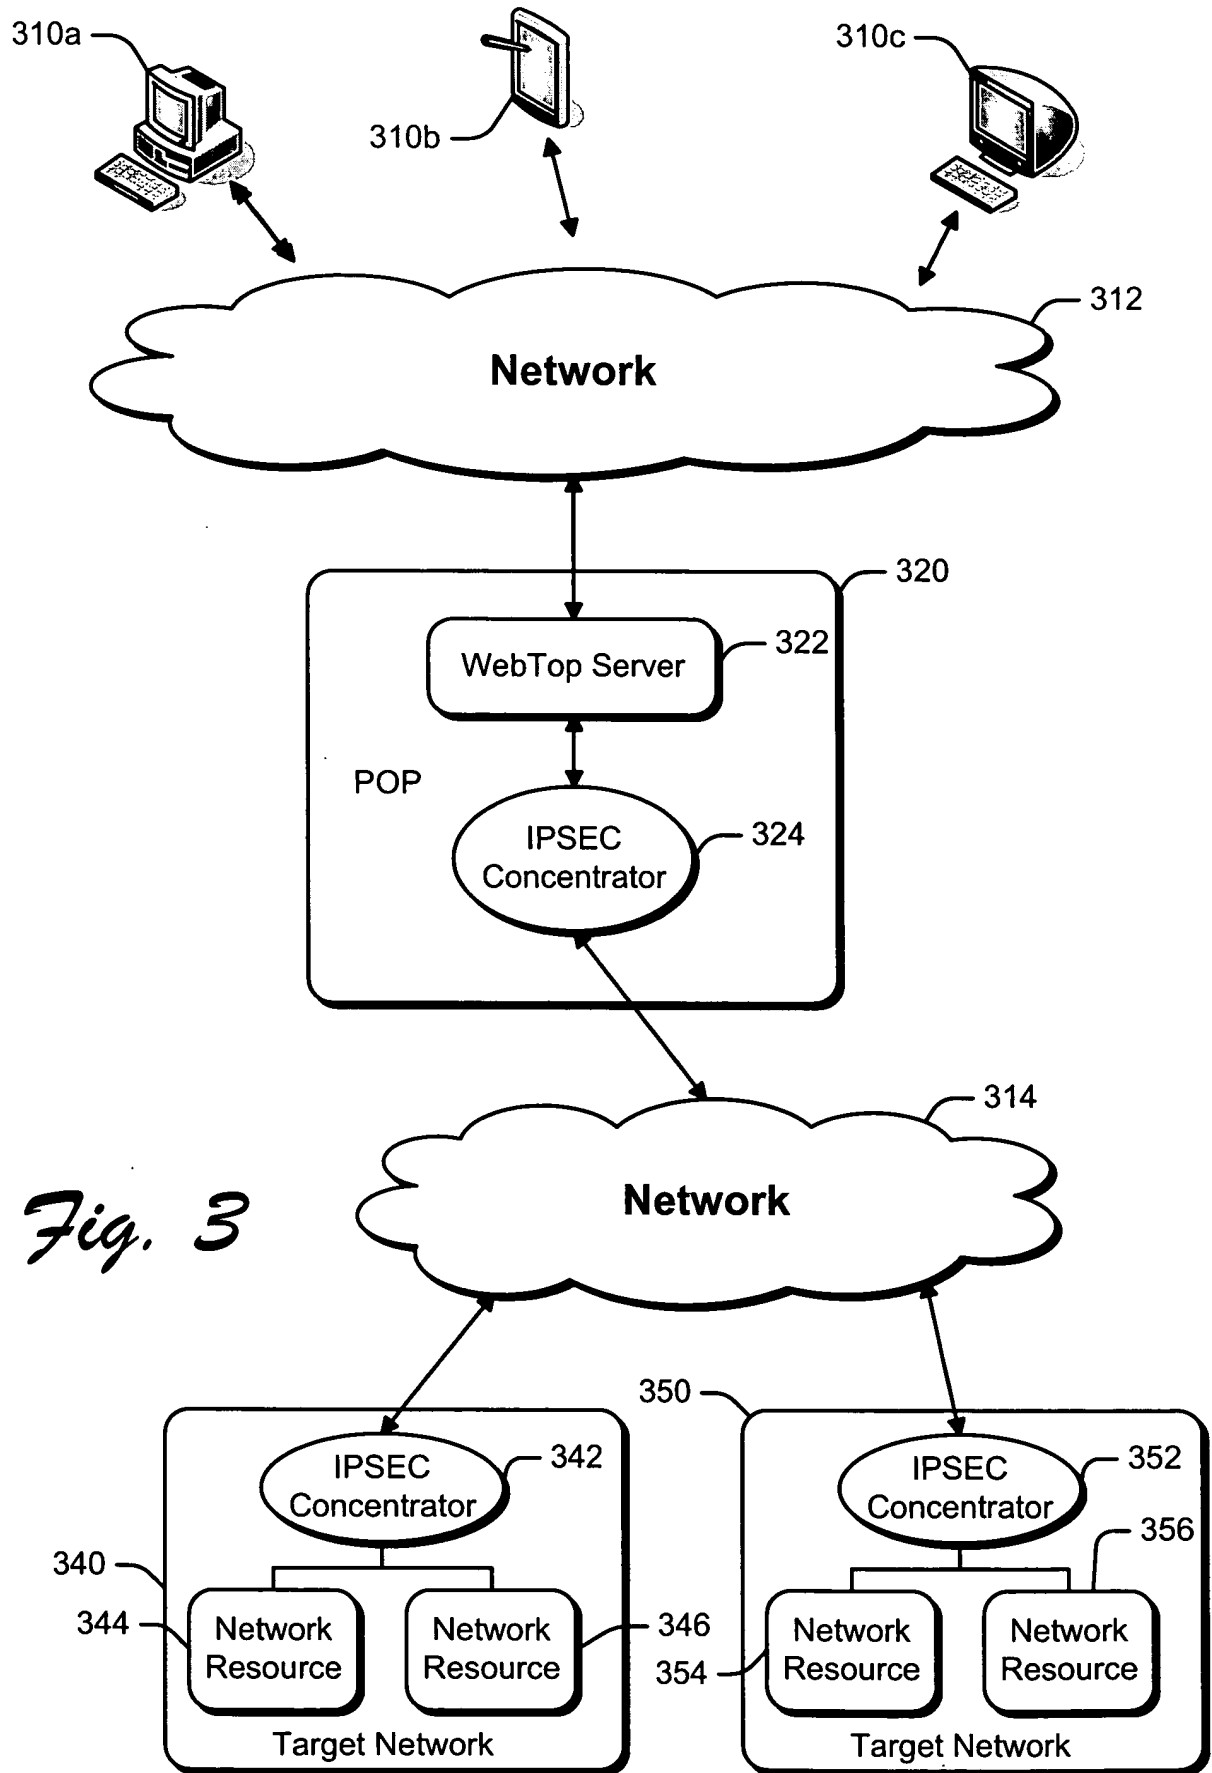 310a
310b
310c
312
Network
320
322
WebTop Server
POP
IPSEC
Concentrator
324
314
Network
Fig. 3
350
IPSEC
Concentrator
342
IPSEC
Concentrator
352
340
356
344
Network
Resource
Network
Resource
346
354
Network
Resource
Network
Resource
Target Network
Target Network